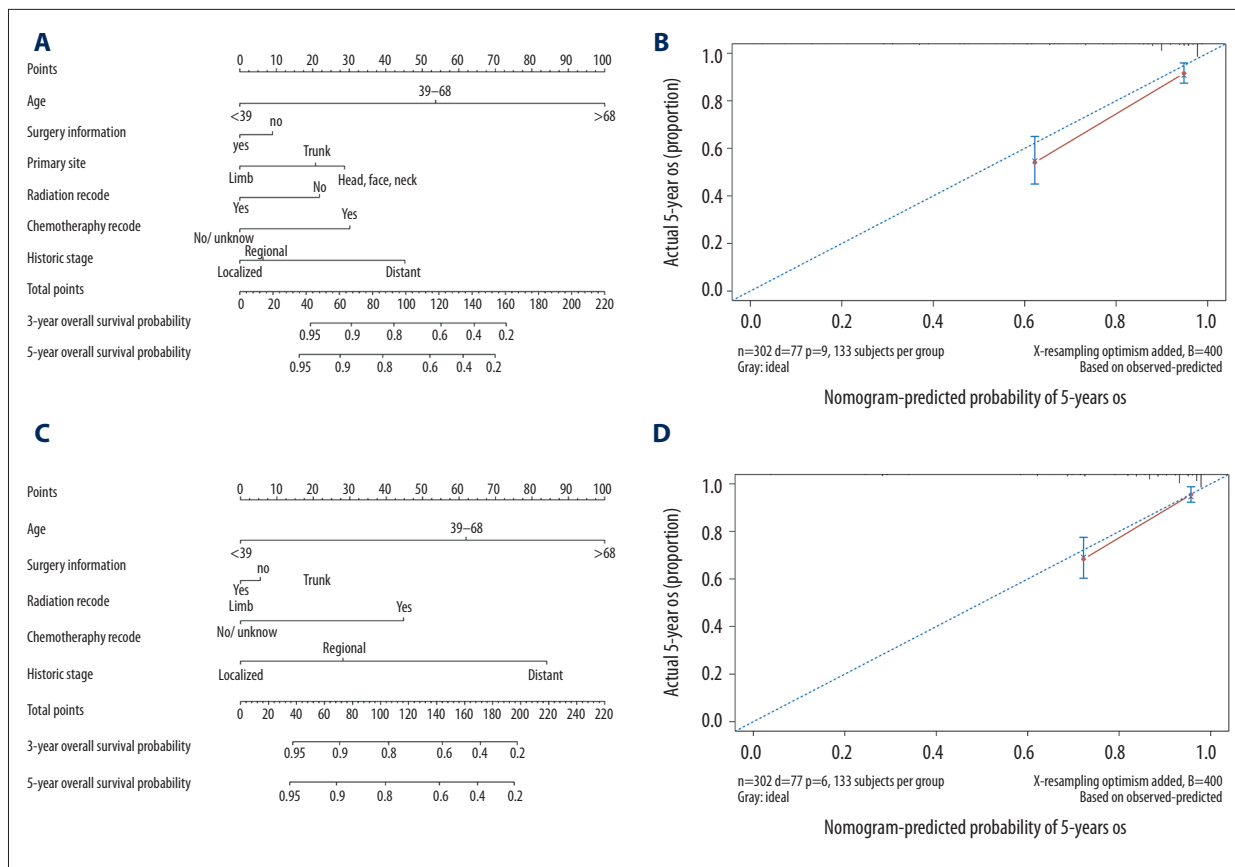 A
Points
0 10 20 30 40 50 60 70 80 90 100
Age
39–68
<39 >68
Surgery information
no
yes
Primary site
Trunk
Limb Head, face, neck
Radiation recode
No
Yes
Chemotheraphy recode
Yes
No/ unknow
Historic stage
Regional
Localized Distant
Total points
0 20 40 60 80 100 120 140 160 180 200 220
3-year overall survival probability
0.95 0.9 0.8 0.6 0.4 0.2
5-year overall survival probability
0.95 0.9 0.8 0.6 0.4 0.2
B
Actual 5-year os (proportion)
1.0
0.8
0.6
0.4
0.2
0.0
0.0 0.2 0.4 0.6 0.8 1.0
n=302 d=77 p=9, 133 subjects per group
Gray: ideal
X-resampling optimism added, B=400
Based on observed-predicted
Nomogram-predicted probability of 5-years os
C
Points
0 10 20 30 40 50 60 70 80 90 100
Age
39–68
<39 >68
Surgery information
no Trunk
Yes
Radiation recode
Limb Yes
No/ unknow
Chemotheraphy recode
Regional
Historic stage
Localized Distant
Total points
0 20 40 60 80 100 120 140 160 180 200 220 240 220
3-year overall survival probability
0.95 0.9 0.8 0.6 0.4 0.2
5-year overall survival probability
0.95 0.9 0.8 0.6 0.4 0.2
D
Actual 5-year os (proportion)
1.0
0.8
0.6
0.4
0.2
0.0
0.0 0.2 0.4 0.6 0.8 1.0
n=302 d=77 p=6, 133 subjects per group
Gray: ideal
X-resampling optimism added, B=400
Based on observed-predicted
Nomogram-predicted probability of 5-years os